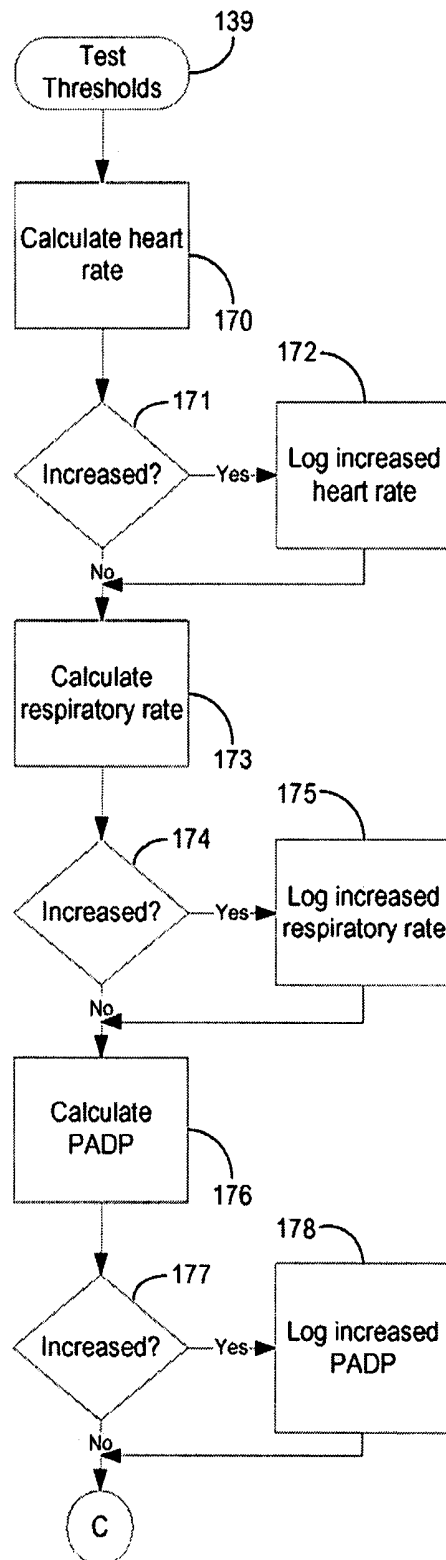 139
Test
Thresholds
Calculate heart
rate
170
172
171
Increased?
Yes
Log increased
heart rate
No
Calculate
respiratory rate
173
175
174
Increased?
Yes
Log increased
respiratory rate
No
Calculate
PADP
176
178
177
Increased?
Yes
Log increased
PADP
No
C